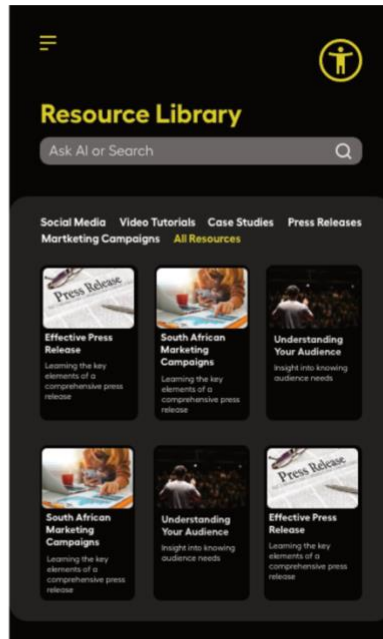 Resource Library
Ask AI or Search
Social Media Video Tutorials Case Studies Press Releases
Martketing Campaigns All Resources
Press Release
Effective Press
Release
Learning the key
elements of a
comprehensive press
release
South African
Marketing
Campaigns
Learning the key
elements of a
comprehensive press
release
Understanding
Your Audience
Insight into knowing
audience needs
South African
Marketing
Campaigns
Learning the key
elements of a
comprehensive press
release
Understanding
Your Audience
Insight into knowing
audience needs
Press Release
Effective Press
Release
Learning the key
elements of a
comprehensive press
release